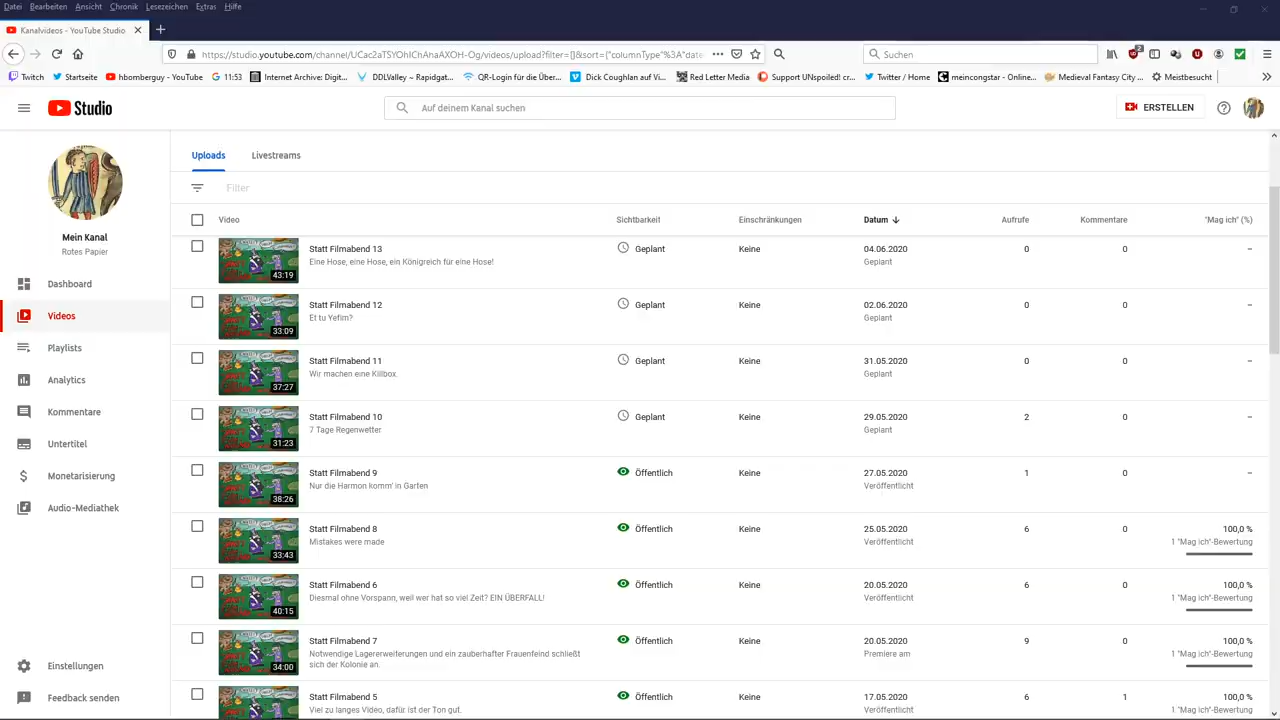 Datei Bearbeiten Ansicht Chronik Lesezeichen Extras Hilfe
Kanalvideos - YouTube Studio
https://studio.youtube.com/channel/UCac2aTSYOhIChAhaJXOH-Og/videos/upload?filter=[]&sort={"columnType"%3A"date
Suchen
Twitch Startseite hbomberguy - YouTube 11:53 Internet Archive: Digit... DDLValley ~ Rapidgat... QR-Login für die Über... Dick Coughlan auf Vi... Red Letter Media Support UNspoiled! cr... Twitter / Home meincongstar - Online... Medieval Fantasy City ... Meistbesucht
Studio
Auf deinem Kanal suchen
ERSTELLEN
Uploads Livestreams
Filter
Video Sichtbarkeit Einschränkungen Datum Aufrufe Kommentare "Mag ich" (%)
Mein Kanal
Rotes Papier
Dashboard
Videos
Playlists
Analytics
Kommentare
Untertitel
Monetarisierung
Audio-Mediathek
Einstellungen
Feedback senden
Statt Filmabend 13 Geplant Keine 04.06.2020 0 0 –
Eine Hose, eine Hose, ein Königreich für eine Hose! Geplant
43:19
Statt Filmabend 12 Geplant Keine 02.06.2020 0 0 –
Et tu Yefim? Geplant
33:09
Statt Filmabend 11 Geplant Keine 31.05.2020 0 0 –
Wir machen eine Killbox. Geplant
37:27
Statt Filmabend 10 Geplant Keine 29.05.2020 2 0 –
7 Tage Regenwetter Geplant
31:23
Statt Filmabend 9 Öffentlich Keine 27.05.2020 1 0 –
Nur die Harmon komm' in Garten Veröffentlicht
38:26
Statt Filmabend 8 Öffentlich Keine 25.05.2020 6 0 100,0 %
Mistakes were made Veröffentlicht 1 "Mag ich"-Bewertung
33:43
Statt Filmabend 6 Öffentlich Keine 20.05.2020 6 0 100,0 %
Diesmal ohne Vorspann, weil wer hat so viel Zeit? EIN ÜBERFALL! Veröffentlicht 1 "Mag ich"-Bewertung
40:15
Statt Filmabend 7 Öffentlich Keine 20.05.2020 9 0 100,0 %
Notwendige Lagererweiterungen und ein zauberhafter Frauenfeind schließt Premiere am 1 "Mag ich"-Bewertung
sich der Kolonie an.
34:00
Statt Filmabend 5 Öffentlich Keine 17.05.2020 6 1 100,0 %
Viel zu langes Video, dafür ist der Ton gut. Veröffentlicht 1 "Mag ich"-Bewertung